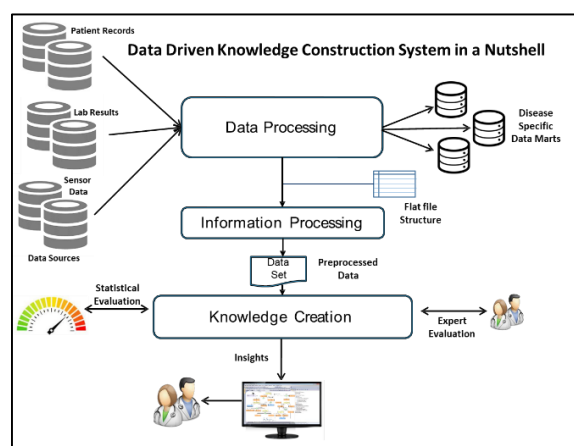 Patient Records
Data Driven Knowledge Construction System in a Nutshell
Lab Results
Data Processing
Disease
Specific
Data Marts
Sensor
Data
Flat file
Structure
Data Sources
Information Processing
Data
Set
Preprocessed
Data
Statistical
Evaluation
Knowledge Creation
Expert
Evaluation
Insights